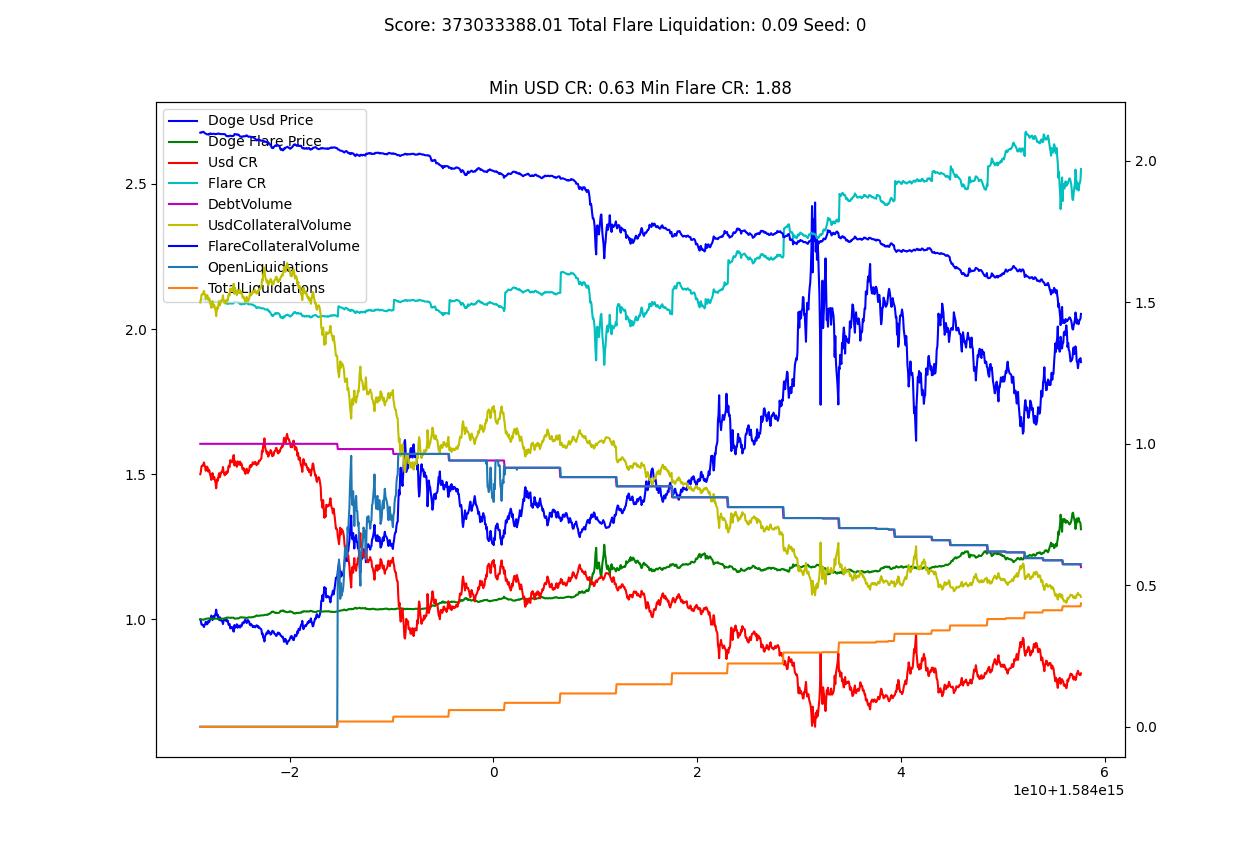 Score: 373033388.01 Total Flare Liquidation: 0.09 Seed: 0
Min USD CR: 0.63 Min Flare CR: 1.88
Doge Usd Price
Doge Flare Price
Usd CR
Flare CR
DebtVolume
UsdCollateralVolume
FlareCollateralVolume
OpenLiquidations
TotalLiquidations
2.5
2.0
1.5
1.0
2.0
1.5
1.0
0.5
0.0
−2
0
2
4
6
1e10+1.584e15